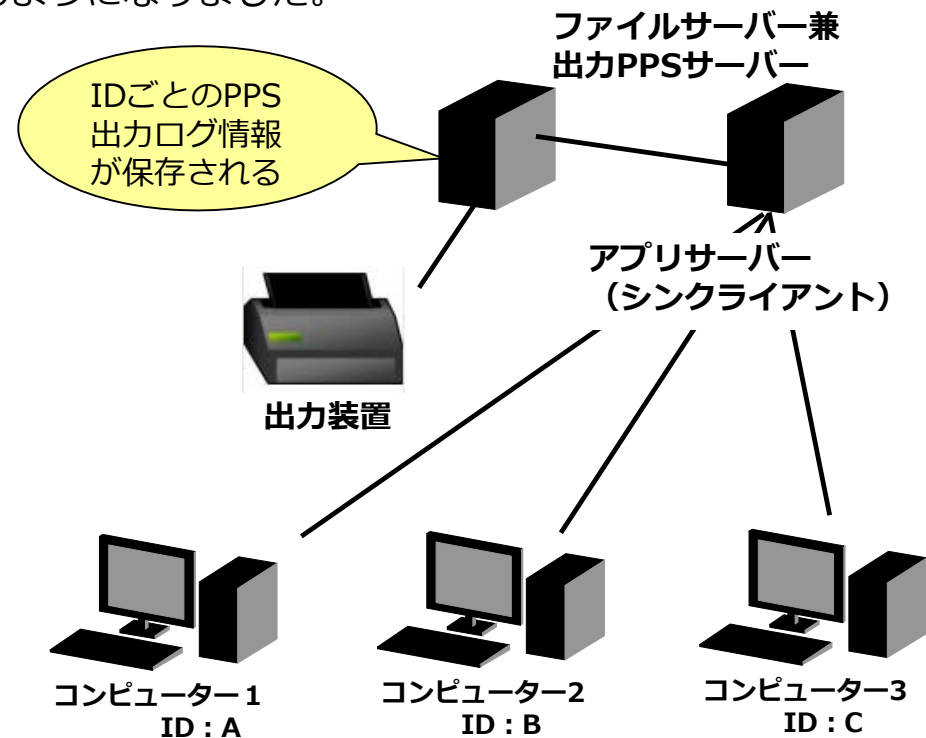 ようになりました。
ファイルサーバー兼
出力PPSサーバー
IDごとのPPS
出力ログ情報
が保存される
アプリサーバー
（シンクライアント）
出力装置
コンピューター１
ID：A
コンピューター2
ID：B
コンピューター3
ID：C